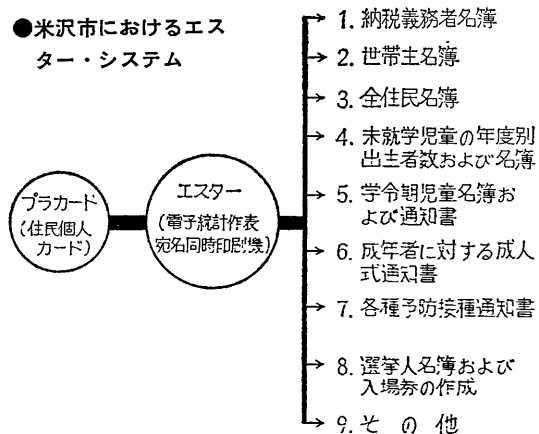 ●米沢市におけるエス
ター・システム
プラカード
(住民個人
カード)
エスター
(電子統計作表
宛名同時印刷機)
1. 納税義務者名簿
2. 世帯主名簿
3. 全住民名簿
4. 未就学児童の年度別
出生者数および名簿
5. 学令期児童名簿お
よび通知書
6. 成年者に対する成人
式通知書
7. 各種予防接種通知書
8. 選挙人名簿および
入場券の作成
9. その他